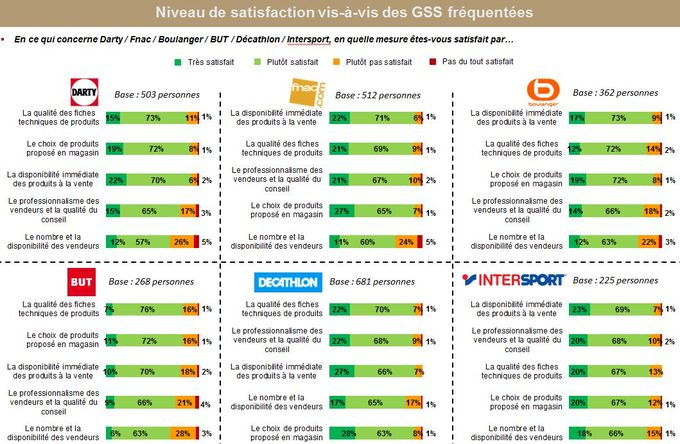 Niveau de satisfaction vis-à-vis des GSS fréquentées
En ce qui concerne Darty / Fnac / Boulanger / BUT / Décathlon / Intersport, en quelle mesure êtes-vous satisfait par…
Très satisfait Plutôt satisfait Plutôt pas satisfait Pas du tout satisfait
DARTY Base : 503 personnes
La qualité des fiches
techniques de produits 15% 73% 11% 1%
Le choix de produits
proposé en magasin 19% 72% 8% 1%
La disponibilité immédiate
des produits à la vente 22% 70% 6% 2%
Le professionnalisme des
vendeurs et la qualité du
conseil 15% 65% 17% 3%
Le nombre et la
disponibilité des vendeurs 12% 57% 26% 5%
fnac.com Base : 512 personnes
La disponibilité immédiate
des produits à la vente 22% 71% 6% 1%
La qualité des fiches
techniques de produits 21% 69% 9% 1%
Le professionnalisme des
vendeurs et la qualité du
conseil 21% 67% 10% 2%
Le choix de produits
proposé en magasin 27% 65% 7% 1%
Le nombre et la
disponibilité des vendeurs 11% 60% 24% 5%
boulanger Base : 362 personnes
La disponibilité immédiate
des produits à la vente 17% 73% 9% 1%
La qualité des fiches
techniques de produits 12% 72% 14% 2%
Le choix de produits
proposé en magasin 19% 72% 8% 1%
Le professionnalisme des
vendeurs et la qualité du
conseil 14% 66% 18% 2%
Le nombre et la
disponibilité des vendeurs 12% 63% 22% 3%
BUT Base : 268 personnes
La qualité des fiches
techniques de produits 7% 76% 16% 1%
Le choix de produits
proposé en magasin 11% 72% 16% 1%
La disponibilité immédiate
des produits à la vente 10% 70% 18% 2%
Le professionnalisme des
vendeurs et la qualité du
conseil 9% 66% 21% 4%
Le nombre et la
disponibilité des vendeurs 6% 63% 28% 3%
DECATHLON Base : 681 personnes
La qualité des fiches
techniques de produits 22% 70% 7% 1%
Le professionnalisme des
vendeurs et la qualité du
conseil 22% 68% 9% 1%
La disponibilité immédiate
des produits à la vente 27% 66% 7%
Le nombre et la
disponibilité des vendeurs 17% 65% 17% 1%
Le choix de produits
proposé en magasin 28% 63% 8% 1%
INTERSPORT Base : 225 personnes
La disponibilité immédiate
des produits à la vente 23% 69% 7% 1%
Le professionnalisme des
vendeurs et la qualité du
conseil 20% 68% 10% 2%
La qualité des fiches
techniques de produits 20% 67% 13%
Le choix de produits
proposé en magasin 20% 67% 12% 1%
Le nombre et la
disponibilité des vendeurs 18% 66% 15% 1%